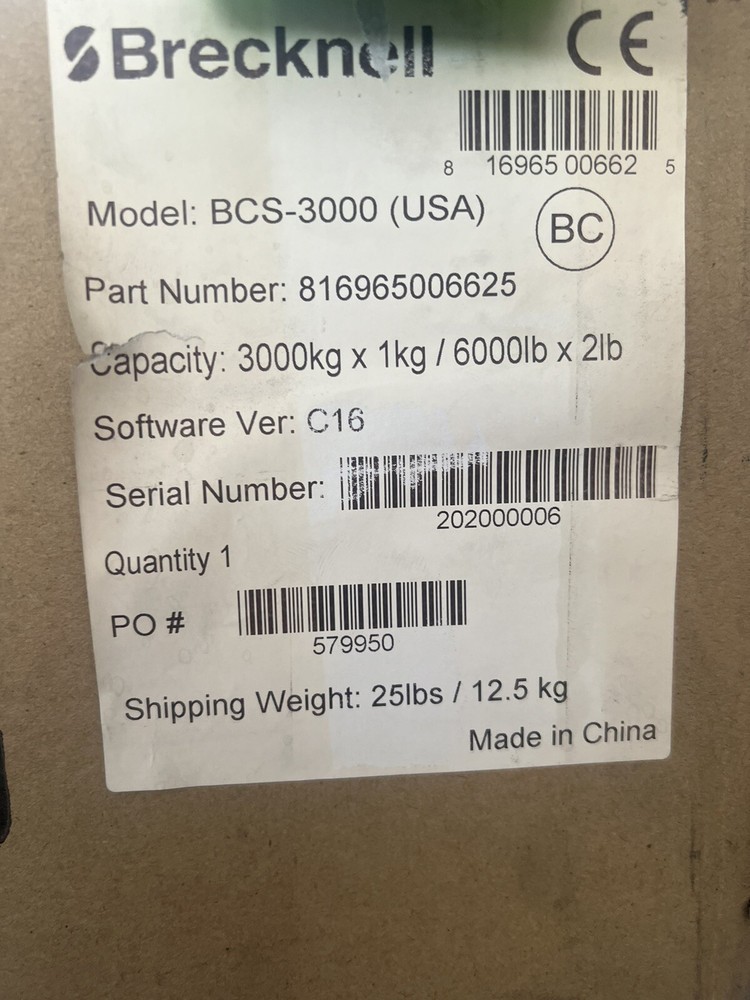 Brecknell
CE
8 16965 00662 5
Model: BCS-3000 (USA)
BC
Part Number: 816965006625
Capacity: 3000kg x 1kg / 6000lb x 2lb
Software Ver: C16
Serial Number:
202000006
Quantity 1
PO #
579950
Shipping Weight: 25lbs / 12.5 kg
Made in China